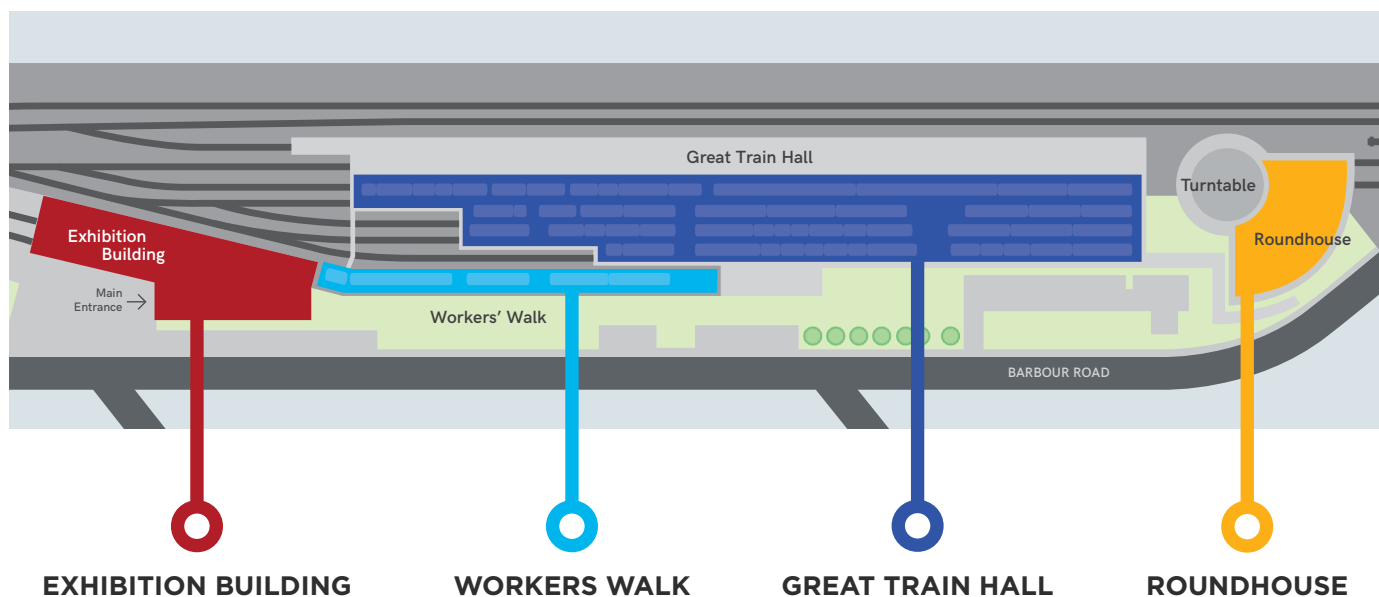 Great Train Hall
Turntable
Exhibition
Building
Roundhouse
Main
Entrance
Workers’ Walk
BARBOUR ROAD
EXHIBITION BUILDING
WORKERS WALK
GREAT TRAIN HALL
ROUNDHOUSE